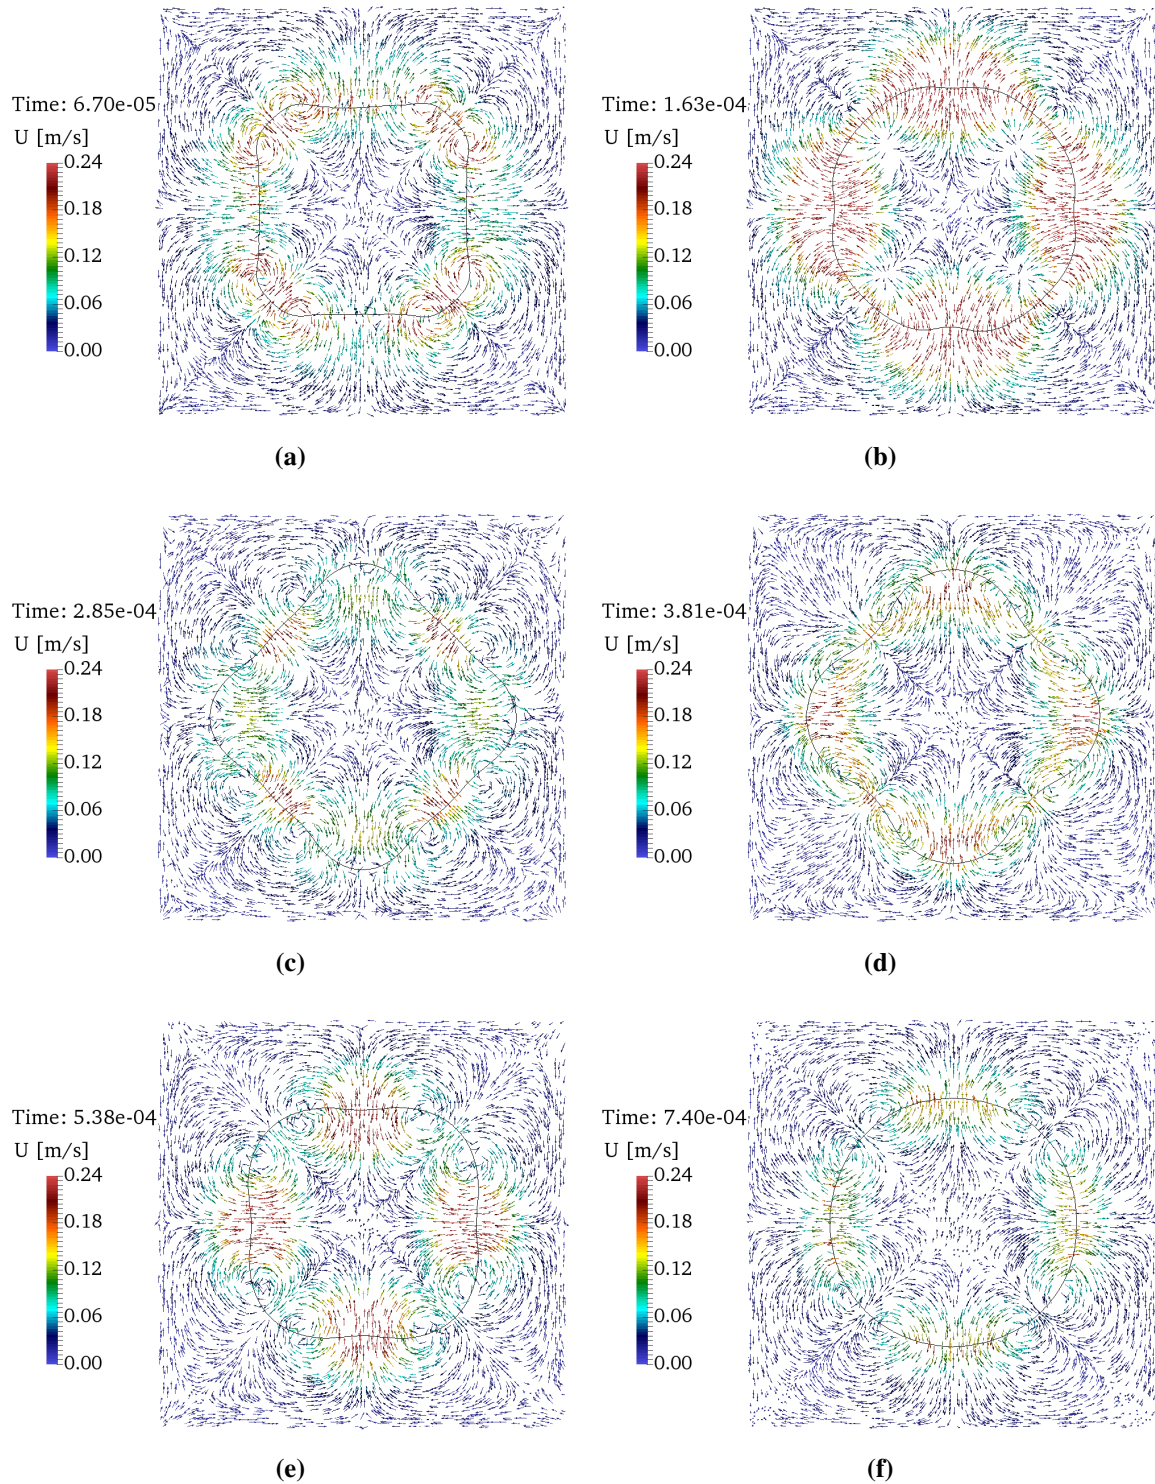 Time: 6.70e-05
U [m/s]
0.24
0.18
0.12
0.06
0.00
(a)
Time: 1.63e-04
U [m/s]
0.24
0.18
0.12
0.06
0.00
(b)
Time: 2.85e-04
U [m/s]
0.24
0.18
0.12
0.06
0.00
(c)
Time: 3.81e-04
U [m/s]
0.24
0.18
0.12
0.06
0.00
(d)
Time: 5.38e-04
U [m/s]
0.24
0.18
0.12
0.06
0.00
(e)
Time: 7.40e-04
U [m/s]
0.24
0.18
0.12
0.06
0.00
(f)